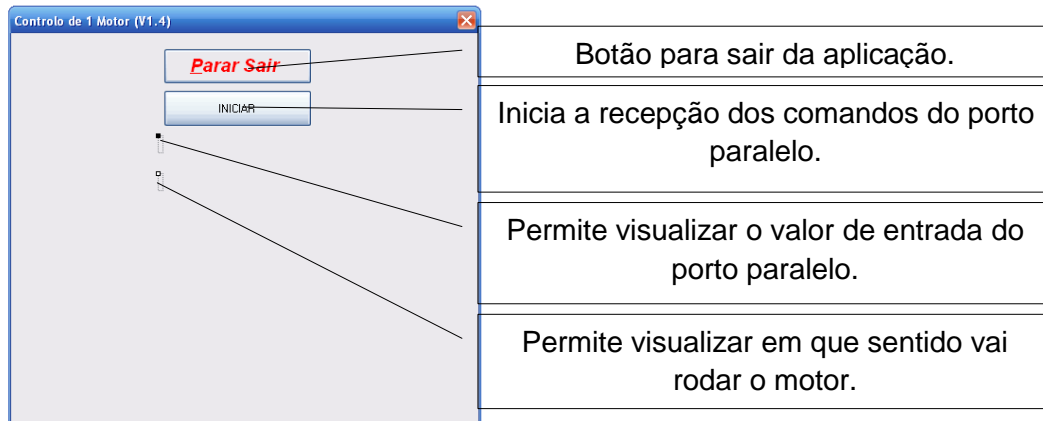 Controlo de 1 Motor (V1.4)
Parar Sair
INICIAR
Botão para sair da aplicação.
Inicia a recepção dos comandos do porto
paralelo.
Permite visualizar o valor de entrada do
porto paralelo.
Permite visualizar em que sentido vai
rodar o motor.